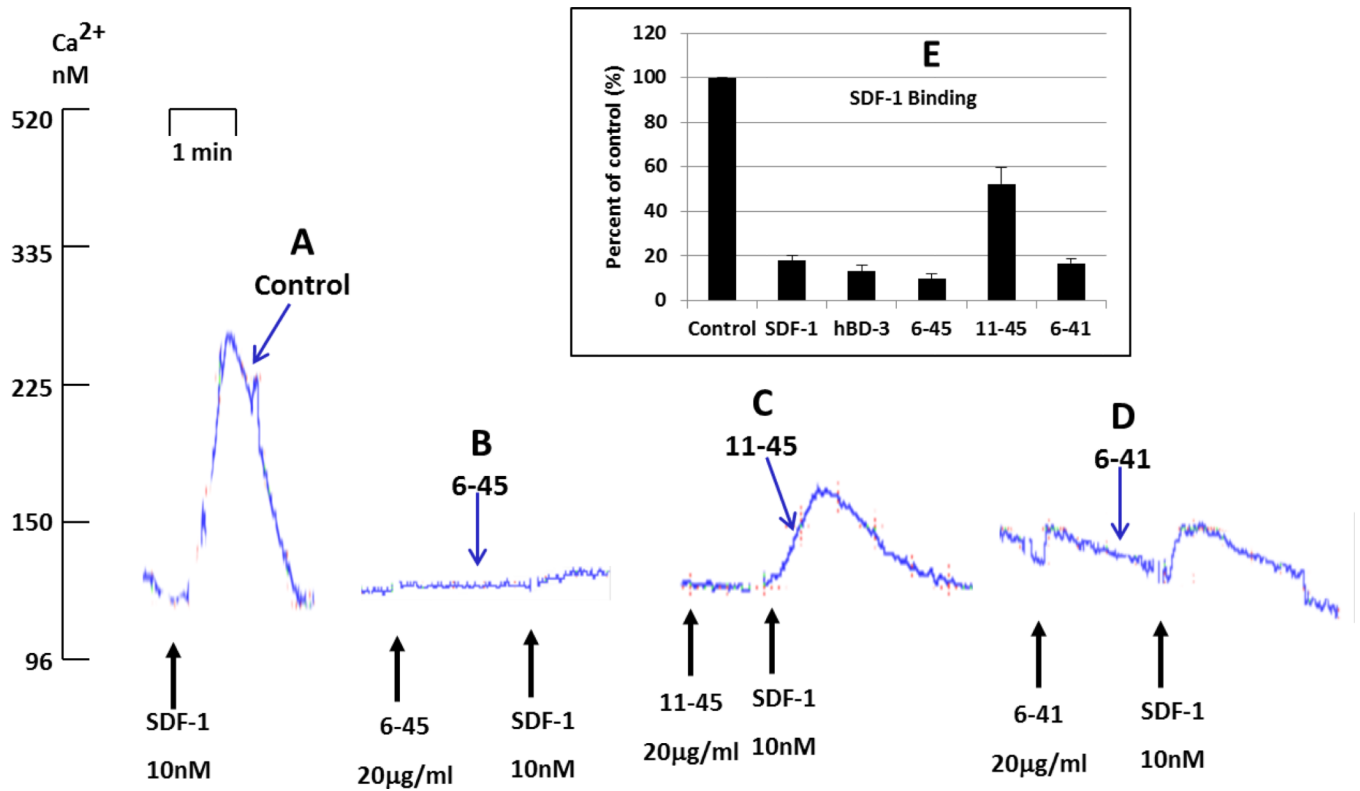 Ca2+
nM
520
335
225
150
96
1 min
A
Control
SDF-1
10nM
B
6-45
6-45
20µg/ml
SDF-1
10nM
C
11-45
11-45
20µg/ml
SDF-1
10nM
D
6-41
6-41
20µg/ml
SDF-1
10nM
E
SDF-1 Binding
Percent of control (%)
120
100
80
60
40
20
0
Control SDF-1 hBD-3 6-45 11-45 6-41